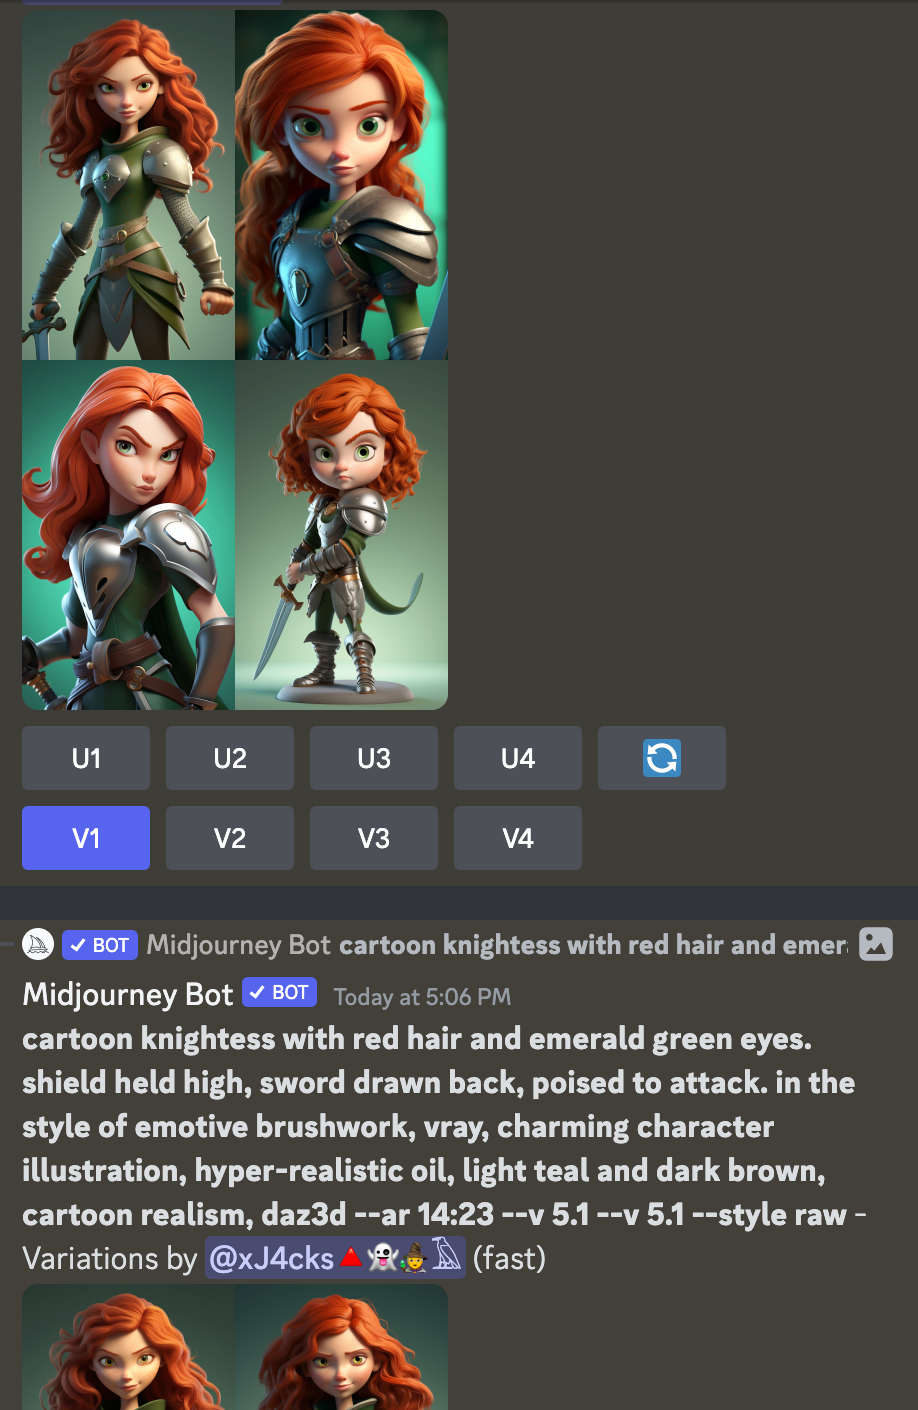 U1 U2 U3 U4
V1 V2 V3 V4
BOT Midjourney Bot cartoon knightess with red hair and emer
Midjourney Bot BOT Today at 5:06 PM
cartoon knightess with red hair and emerald green eyes.
shield held high, sword drawn back, poised to attack. in the
style of emotive brushwork, vray, charming character
illustration, hyper-realistic oil, light teal and dark brown,
cartoon realism, daz3d --ar 14:23 --v 5.1 --v 5.1 --style raw -
Variations by @xJ4cks🔺👻🧙‍♀️𓅃 (fast)